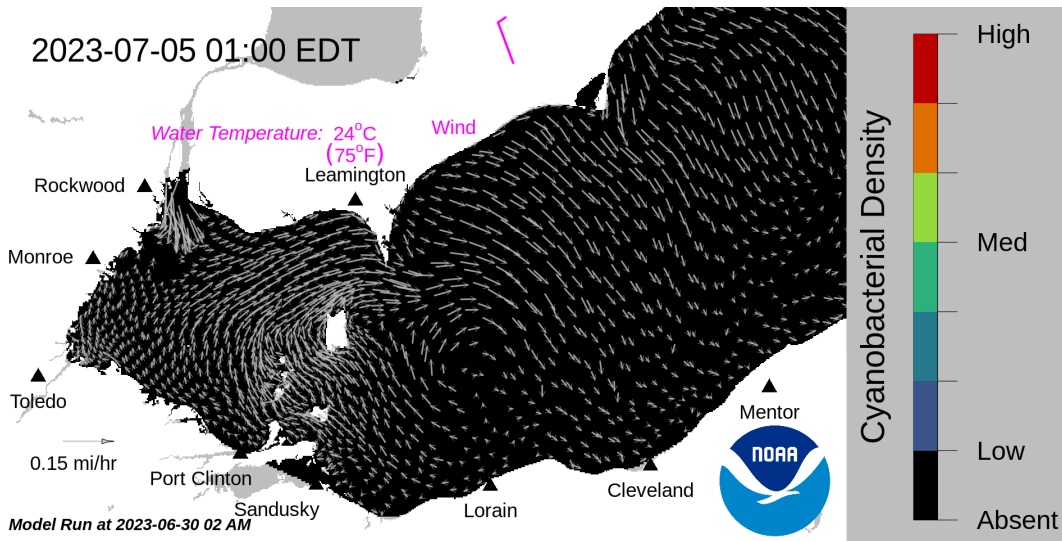 2023-07-05 01:00 EDT
Water Temperature: 24°C
(75°F)
Wind
Leamington
Rockwood
Monroe
Toledo
0.15 mi/hr
Port Clinton
Sandusky
Lorain
Cleveland
Mentor
NOAA
Model Run at 2023-06-30 02 AM
Cyanobacterial Density
High
Med
Low
Absent